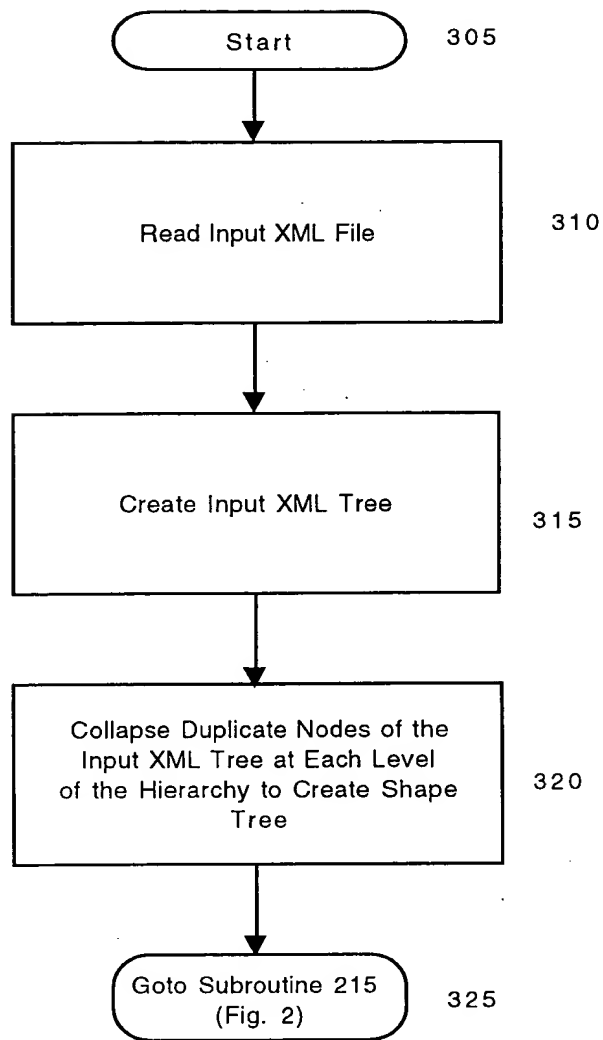 Start
305
Read Input XML File
310
Create Input XML Tree
315
Collapse Duplicate Nodes of the
Input XML Tree at Each Level
of the Hierarchy to Create Shape
Tree
320
Goto Subroutine 215
(Fig. 2)
325